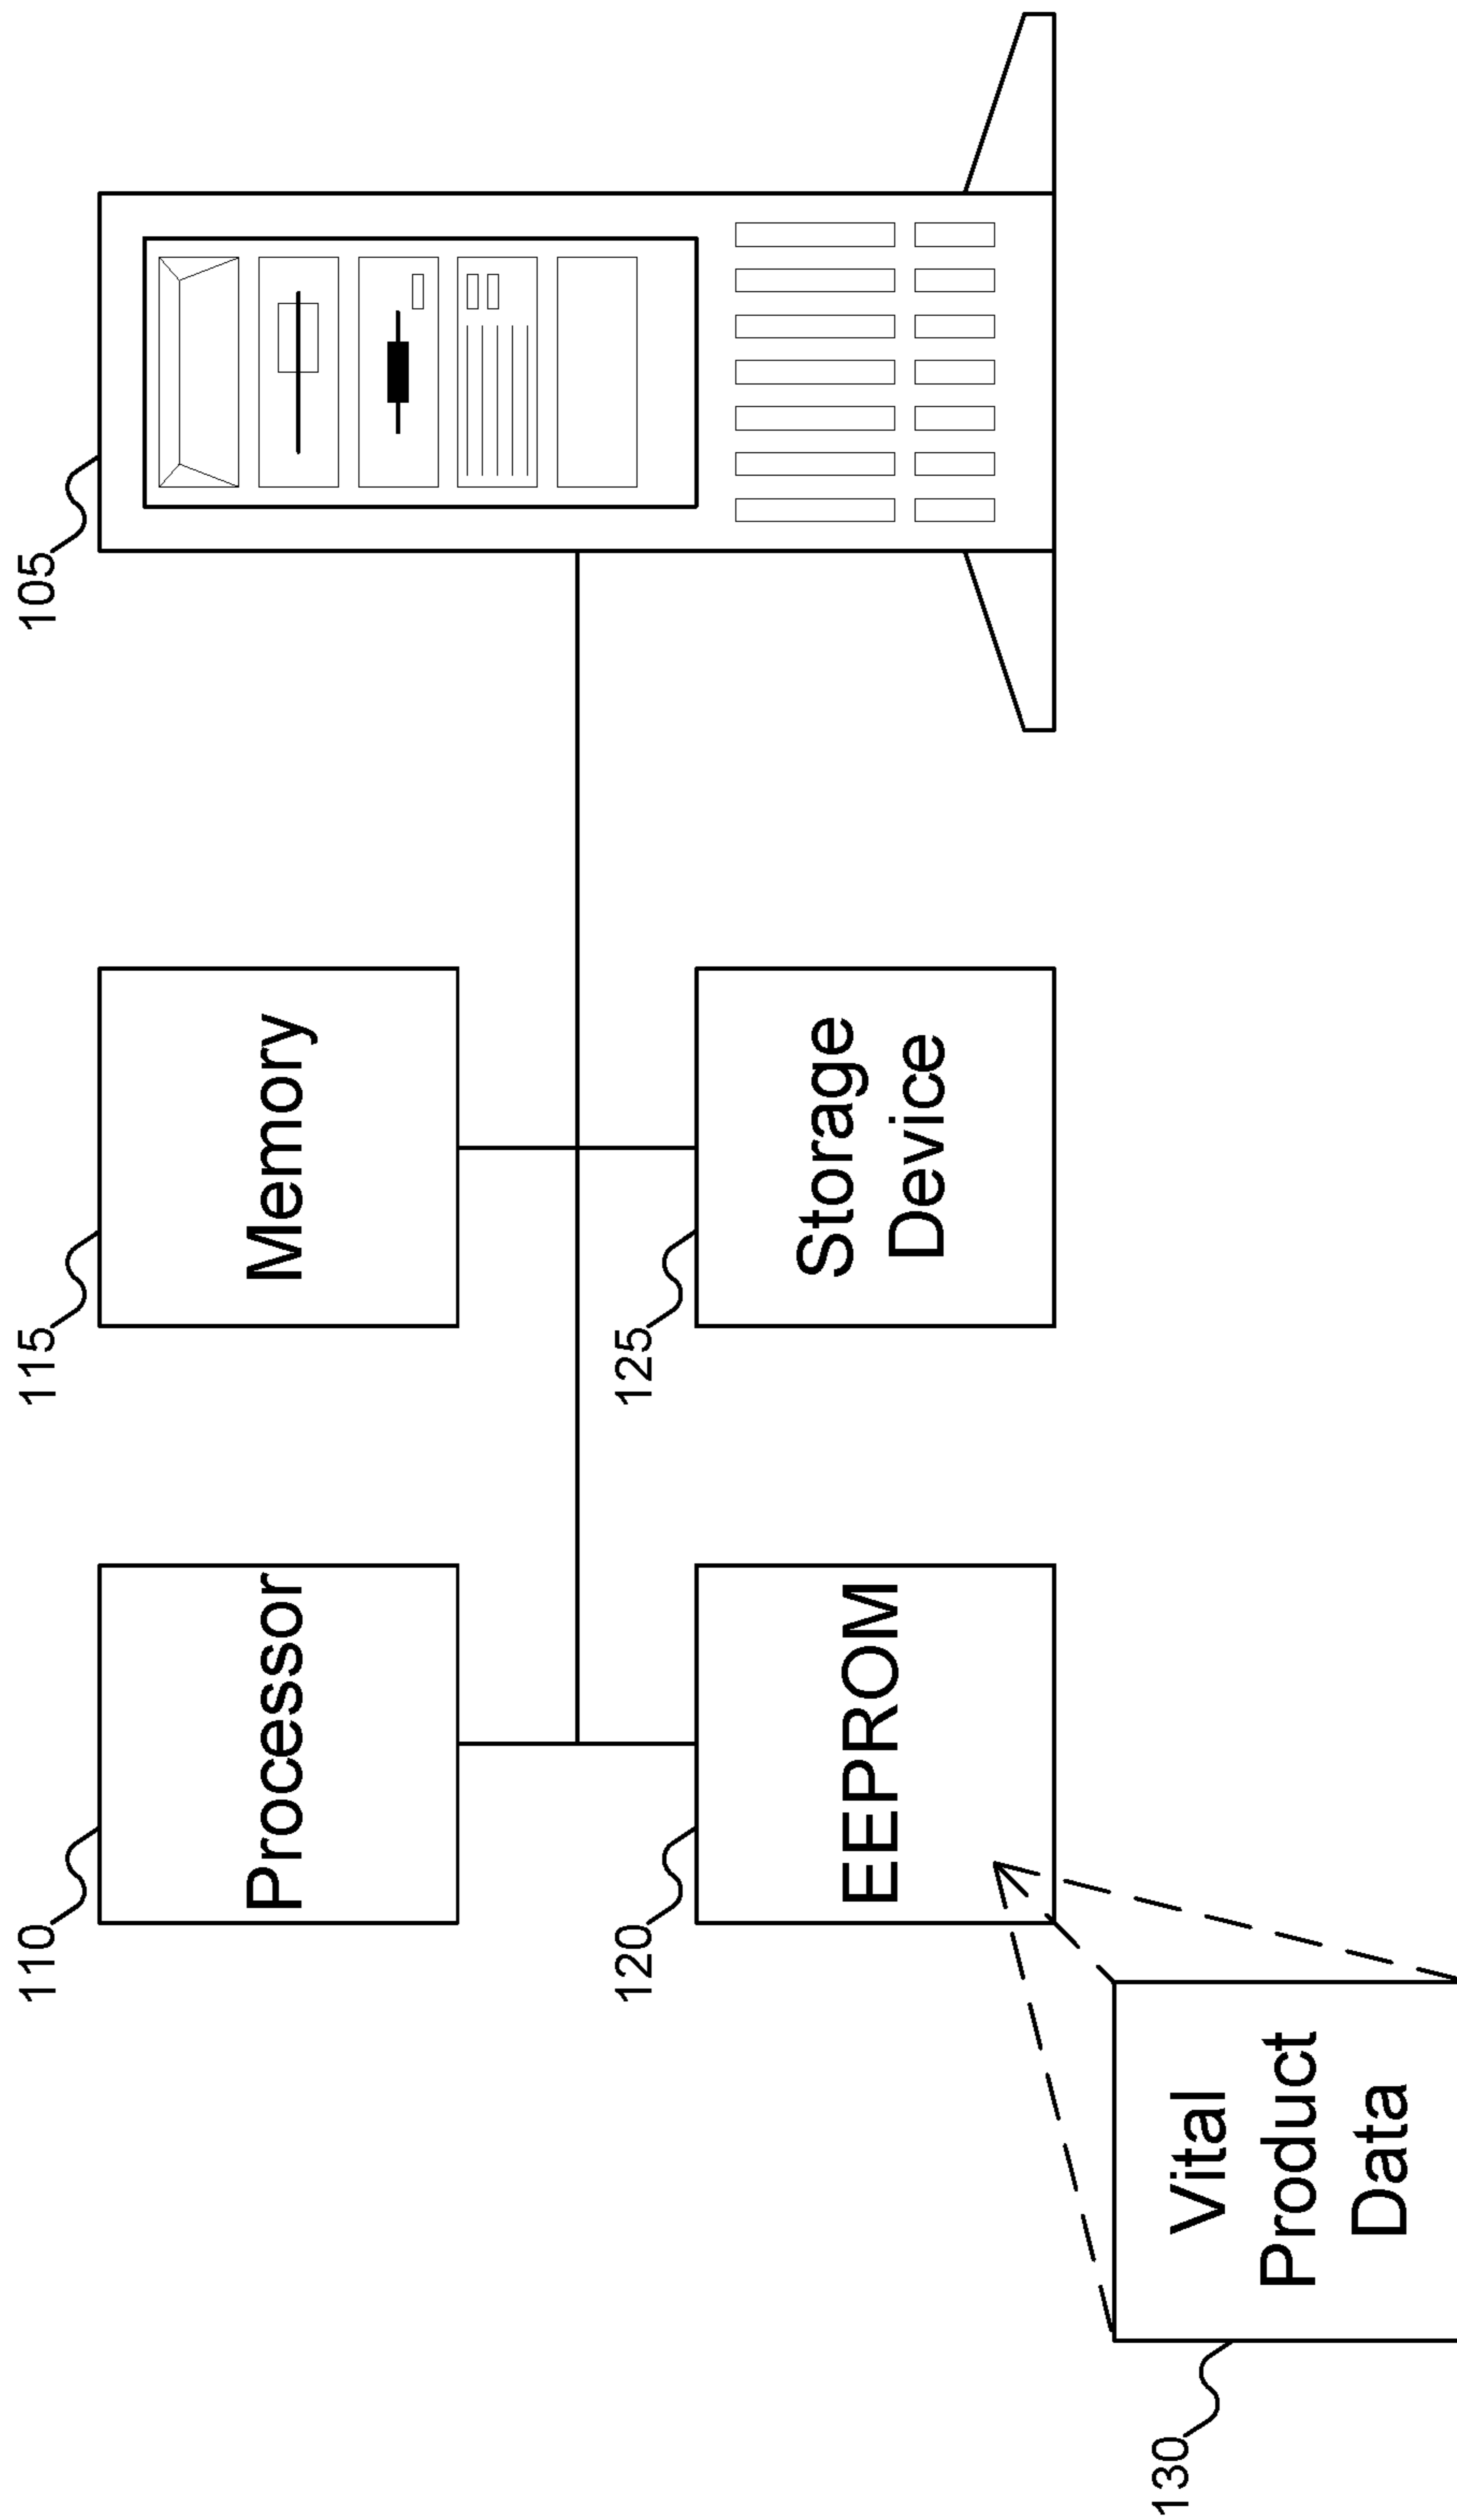 110
Processor
115
Memory
105
120
EEPROM
125
Storage
Device
130
Vital
Product
Data